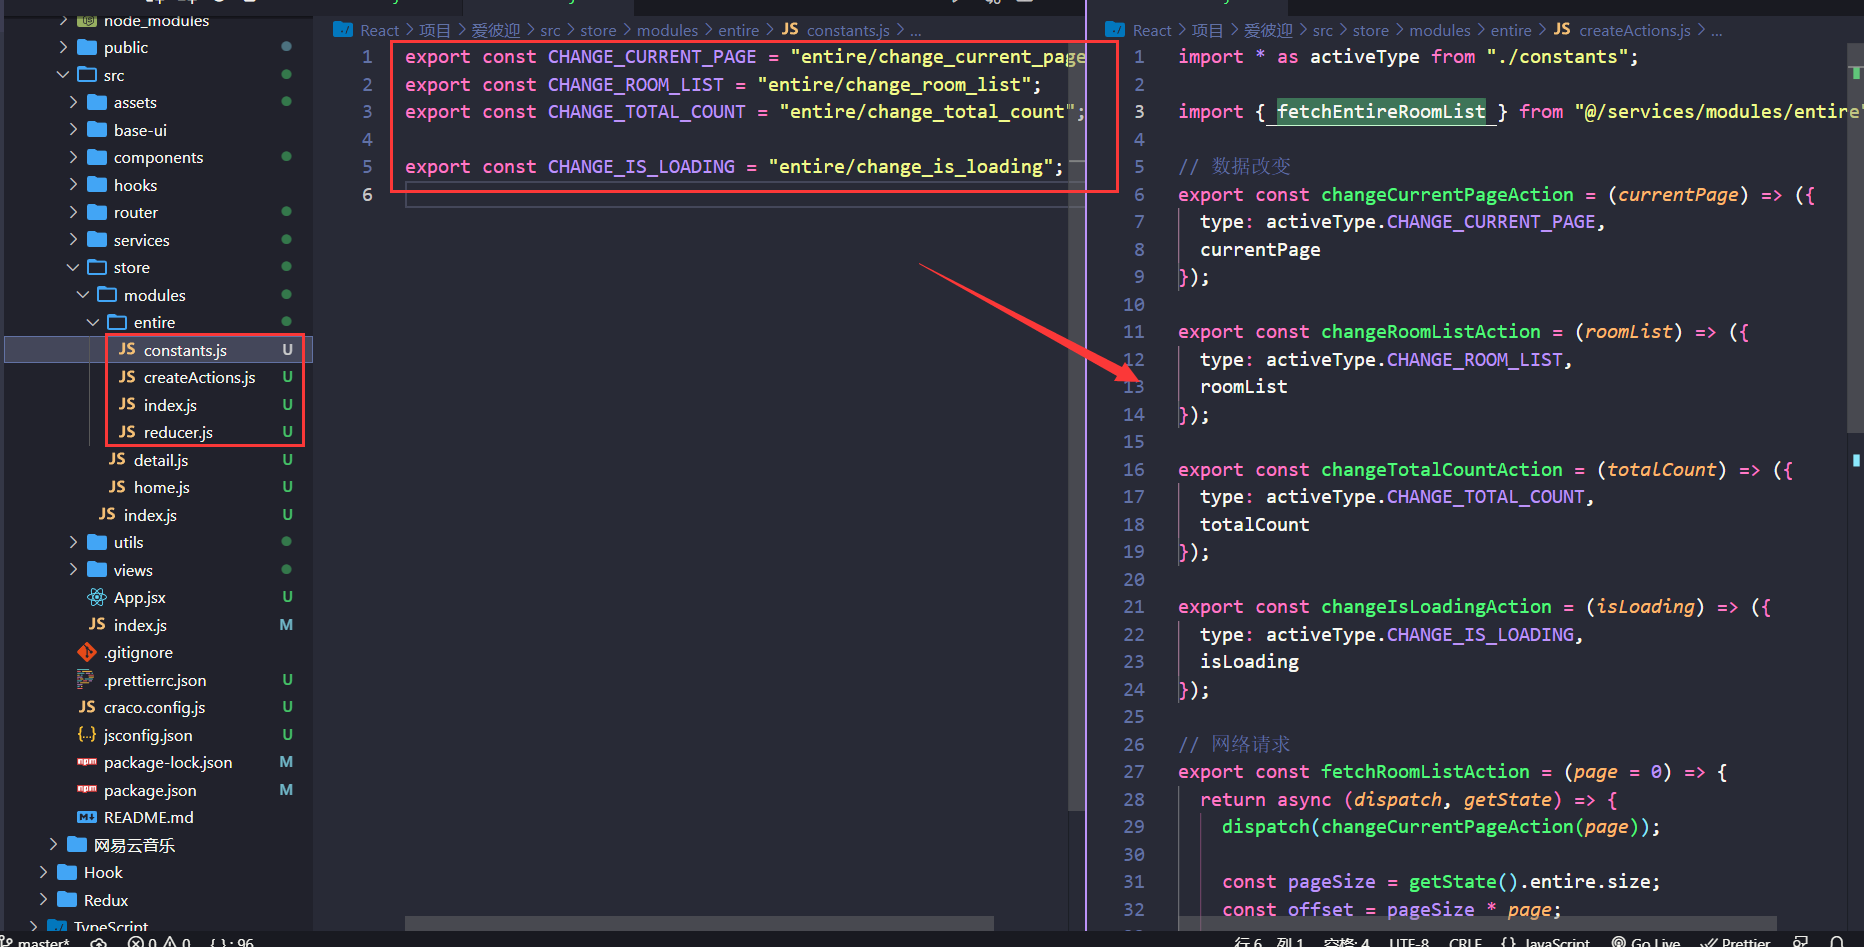 node_modules
public
src
assets
base-ui
components
hooks
router
services
store
modules
entire
JS constants.js U
JS createActions.js U
JS index.js U
JS reducer.js U
JS detail.js U
JS home.js U
JS index.js U
utils
views
App.jsx U
JS index.js M
.gitignore
.prettierrc.json U
JS craco.config.js U
{..} jsconfig.json U
npm package-lock.json M
npm package.json M
README.md
网易云音乐
Hook
Redux
TypeScript
master*
0 0 {}: 96
React > 项目 > 爱彼迎 > src > store > modules > entire > JS constants.js > ...
1 export const CHANGE_CURRENT_PAGE = "entire/change_current_page
2 export const CHANGE_ROOM_LIST = "entire/change_room_list";
3 export const CHANGE_TOTAL_COUNT = "entire/change_total_count";
4
5 export const CHANGE_IS_LOADING = "entire/change_is_loading";
6
React > 项目 > 爱彼迎 > src > store > modules > entire > JS createActions.js > ...
1 import * as activeType from "./constants";
2
3 import { fetchEntireRoomList } from "@/services/modules/entire"
4
5 // 数据改变
6 export const changeCurrentPageAction = (currentPage) => ({
7 type: activeType.CHANGE_CURRENT_PAGE,
8 currentPage
9 });
10
11 export const changeRoomListAction = (roomList) => ({
12 type: activeType.CHANGE_ROOM_LIST,
13 roomList
14 });
15
16 export const changeTotalCountAction = (totalCount) => ({
17 type: activeType.CHANGE_TOTAL_COUNT,
18 totalCount
19 });
20
21 export const changeIsLoadingAction = (isLoading) => ({
22 type: activeType.CHANGE_IS_LOADING,
23 isLoading
24 });
25
26 // 网络请求
27 export const fetchRoomListAction = (page = 0) => {
28 return async (dispatch, getState) => {
29 dispatch(changeCurrentPageAction(page));
30
31 const pageSize = getState().entire.size;
32 const offset = pageSize * page;
行 6, 列 1 空格: 4 UTF-8 CRLF {} JavaScript Go Live Prettier